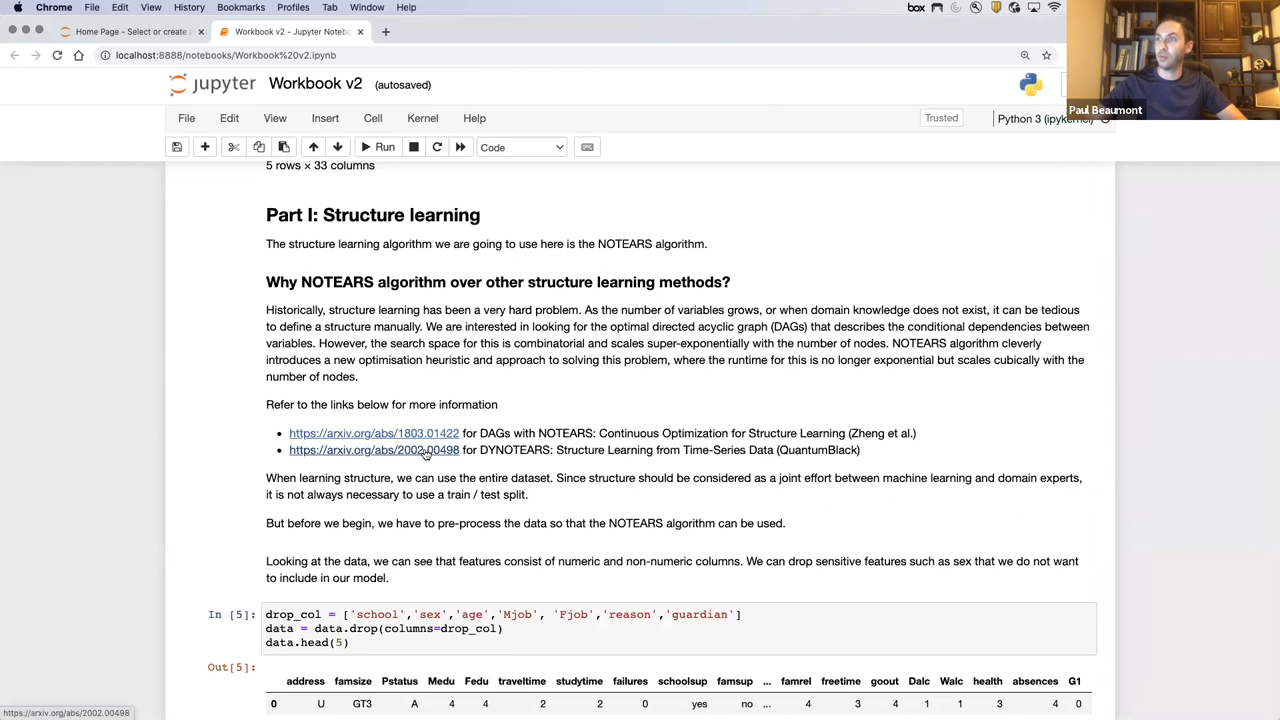 Chrome File Edit View History Bookmarks Profiles Tab Window Help box
Home Page - Select or create a
Workbook v2 - Jupyter Notebo
localhost:8888/notebooks/Workbook%20v2.ipynb
Paul Beaumont
jupyter Workbook v2 (autosaved)
File Edit View Insert Cell Kernel Help Trusted Python 3 (ipykernel)
Run Code
5 rows × 33 columns
Part I: Structure learning
The structure learning algorithm we are going to use here is the NOTEARS algorithm.
Why NOTEARS algorithm over other structure learning methods?
Historically, structure learning has been a very hard problem. As the number of variables grows, or when domain knowledge does not exist, it can be tedious
to define a structure manually. We are interested in looking for the optimal directed acyclic graph (DAGs) that describes the conditional dependencies between
variables. However, the search space for this is combinatorial and scales super-exponentially with the number of nodes. NOTEARS algorithm cleverly
introduces a new optimisation heuristic and approach to solving this problem, where the runtime for this is no longer exponential but scales cubically with the
number of nodes.
Refer to the links below for more information
• https://arxiv.org/abs/1803.01422 for DAGs with NOTEARS: Continuous Optimization for Structure Learning (Zheng et al.)
• https://arxiv.org/abs/2002.00498 for DYNOTEARS: Structure Learning from Time-Series Data (QuantumBlack)
When learning structure, we can use the entire dataset. Since structure should be considered as a joint effort between machine learning and domain experts,
it is not always necessary to use a train / test split.
But before we begin, we have to pre-process the data so that the NOTEARS algorithm can be used.
Looking at the data, we can see that features consist of numeric and non-numeric columns. We can drop sensitive features such as sex that we do not want
to include in our model.
In [5]: drop_col = ['school','sex','age','Mjob', 'Fjob','reason','guardian']
data = data.drop(columns=drop_col)
data.head(5)
Out[5]:
address famsize Pstatus Medu Fedu traveltime studytime failures schoolsup famsup ... famrel freetime goout Dalc Walc health absences G1
0 U GT3 A 4 4 2 2 0 yes no ... 4 3 4 1 1 3 4 0
https://arxiv.org/abs/2002.00498